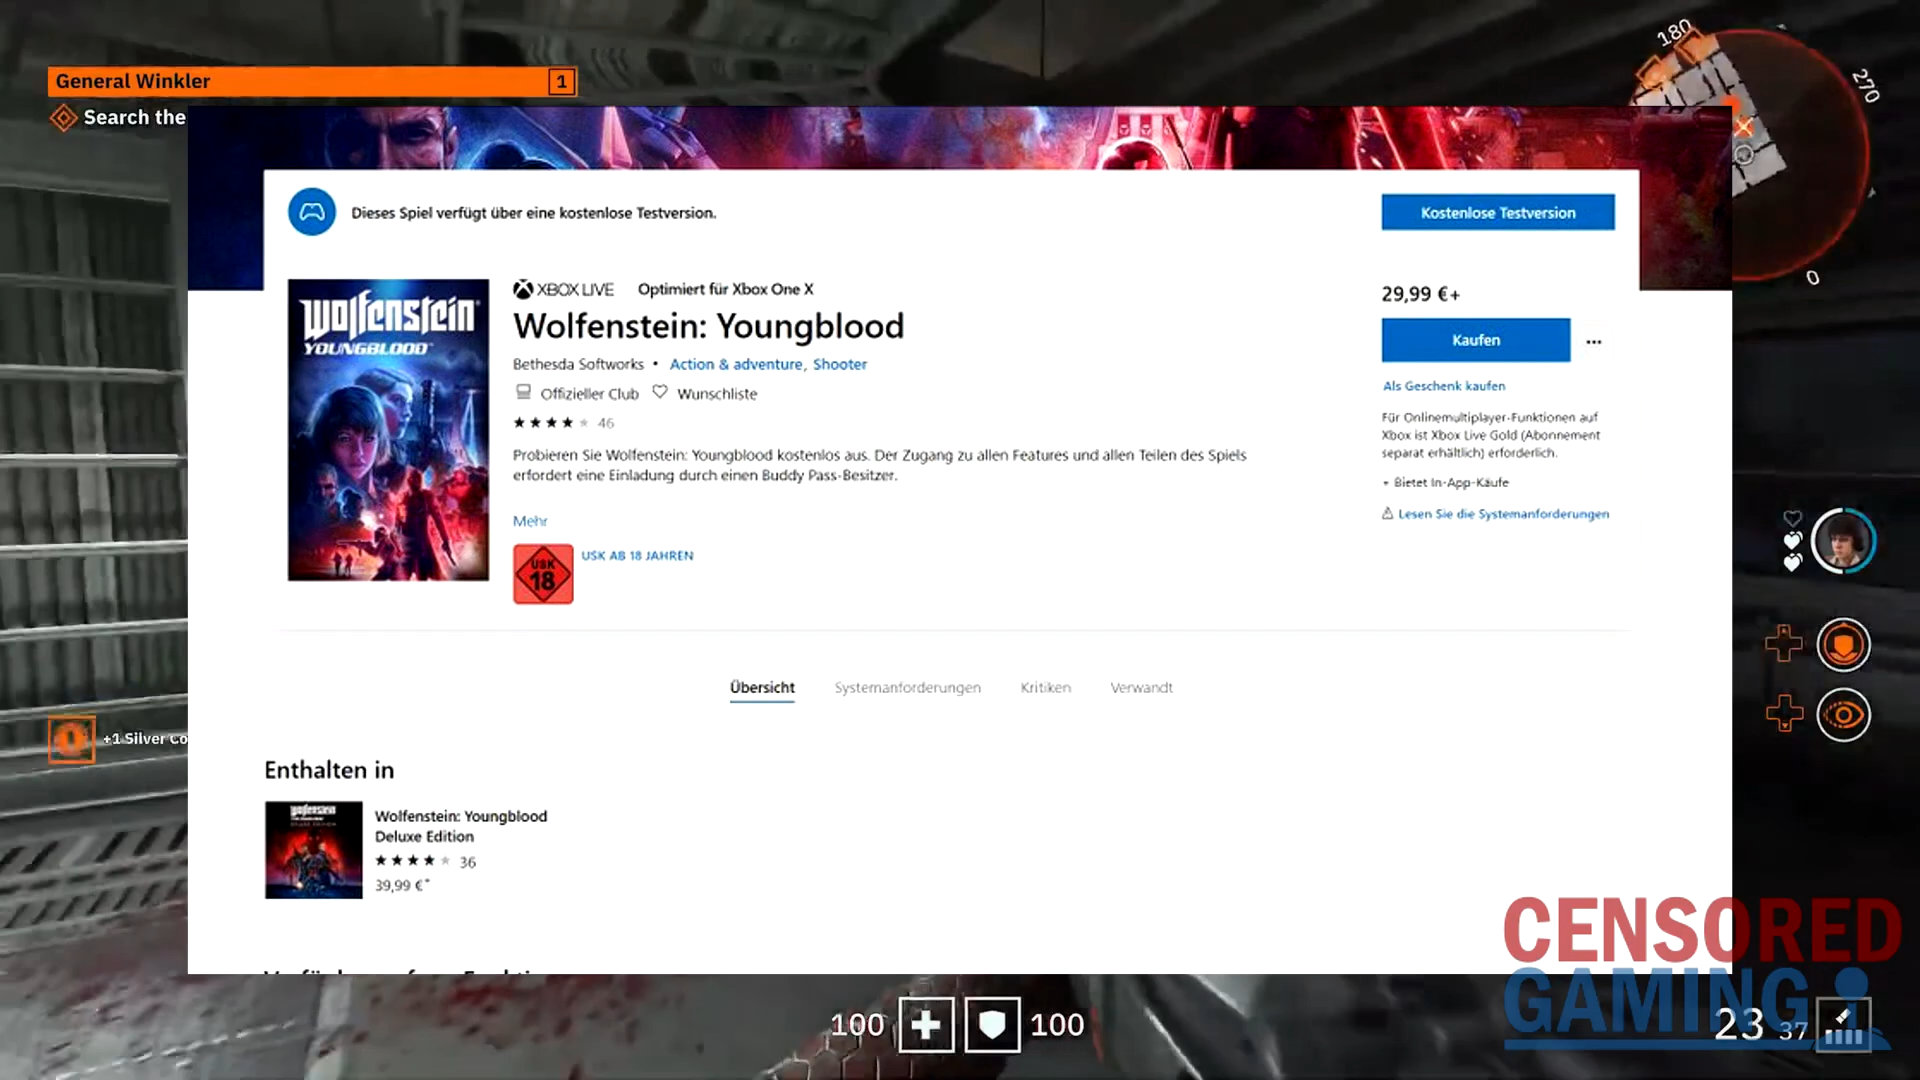 180
270
0
General Winkler
1
Search the
Dieses Spiel verfügt über eine kostenlose Testversion.
Kostenlose Testversion
wolfenstein
YOUNGBLOOD
XBOX LIVE Optimiert für Xbox One X
Wolfenstein: Youngblood
Bethesda Softworks • Action & adventure, Shooter
Offizieller Club Wunschliste
46
Probieren Sie Wolfenstein: Youngblood kostenlos aus. Der Zugang zu allen Features und allen Teilen des Spiels
erfordert eine Einladung durch einen Buddy Pass-Besitzer.
Mehr
USK
18
USK AB 18 JAHREN
29,99 €+
Kaufen
...
Als Geschenk kaufen
Für Onlinemultiplayer-Funktionen auf
Xbox ist Xbox Live Gold (Abonnement
separat erhältlich) erforderlich.
+ Bietet In-App-Käufe
Lesen Sie die Systemanforderungen
Übersicht Systemanforderungen Kritiken Verwandt
+1 Silver Co
Enthalten in
wolfenstein
Wolfenstein: Youngblood
Deluxe Edition
36
39,99 €*
CENSORED
GAMING
100
100
23 37